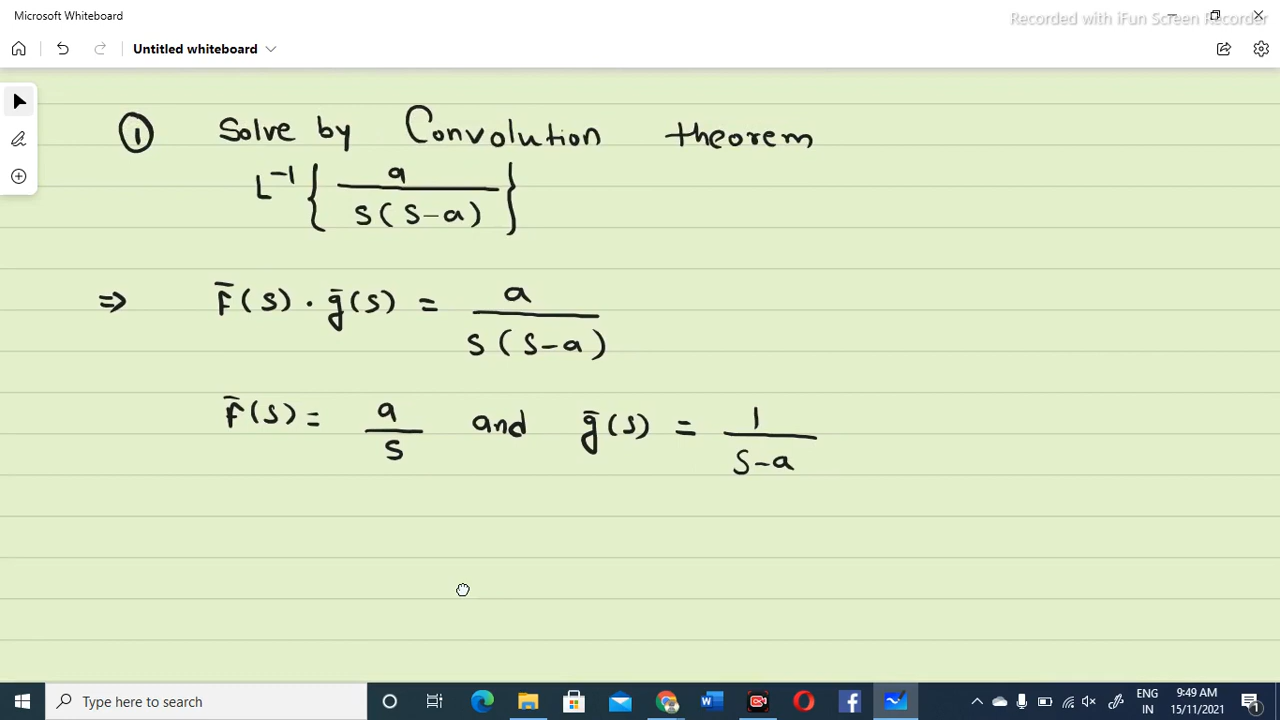 Microsoft Whiteboard
Recorded with iFun Screen Recorder
Untitled whiteboard
① Solve by Convolution theorem
L⁻¹ { a / s(s-a) }
⇒ F̄(s) · ḡ(s) = a / s(s-a)
F̄(s) = a / s and ḡ(s) = 1 / s-a
Type here to search
ENG
IN
9:49 AM
15/11/2021
1